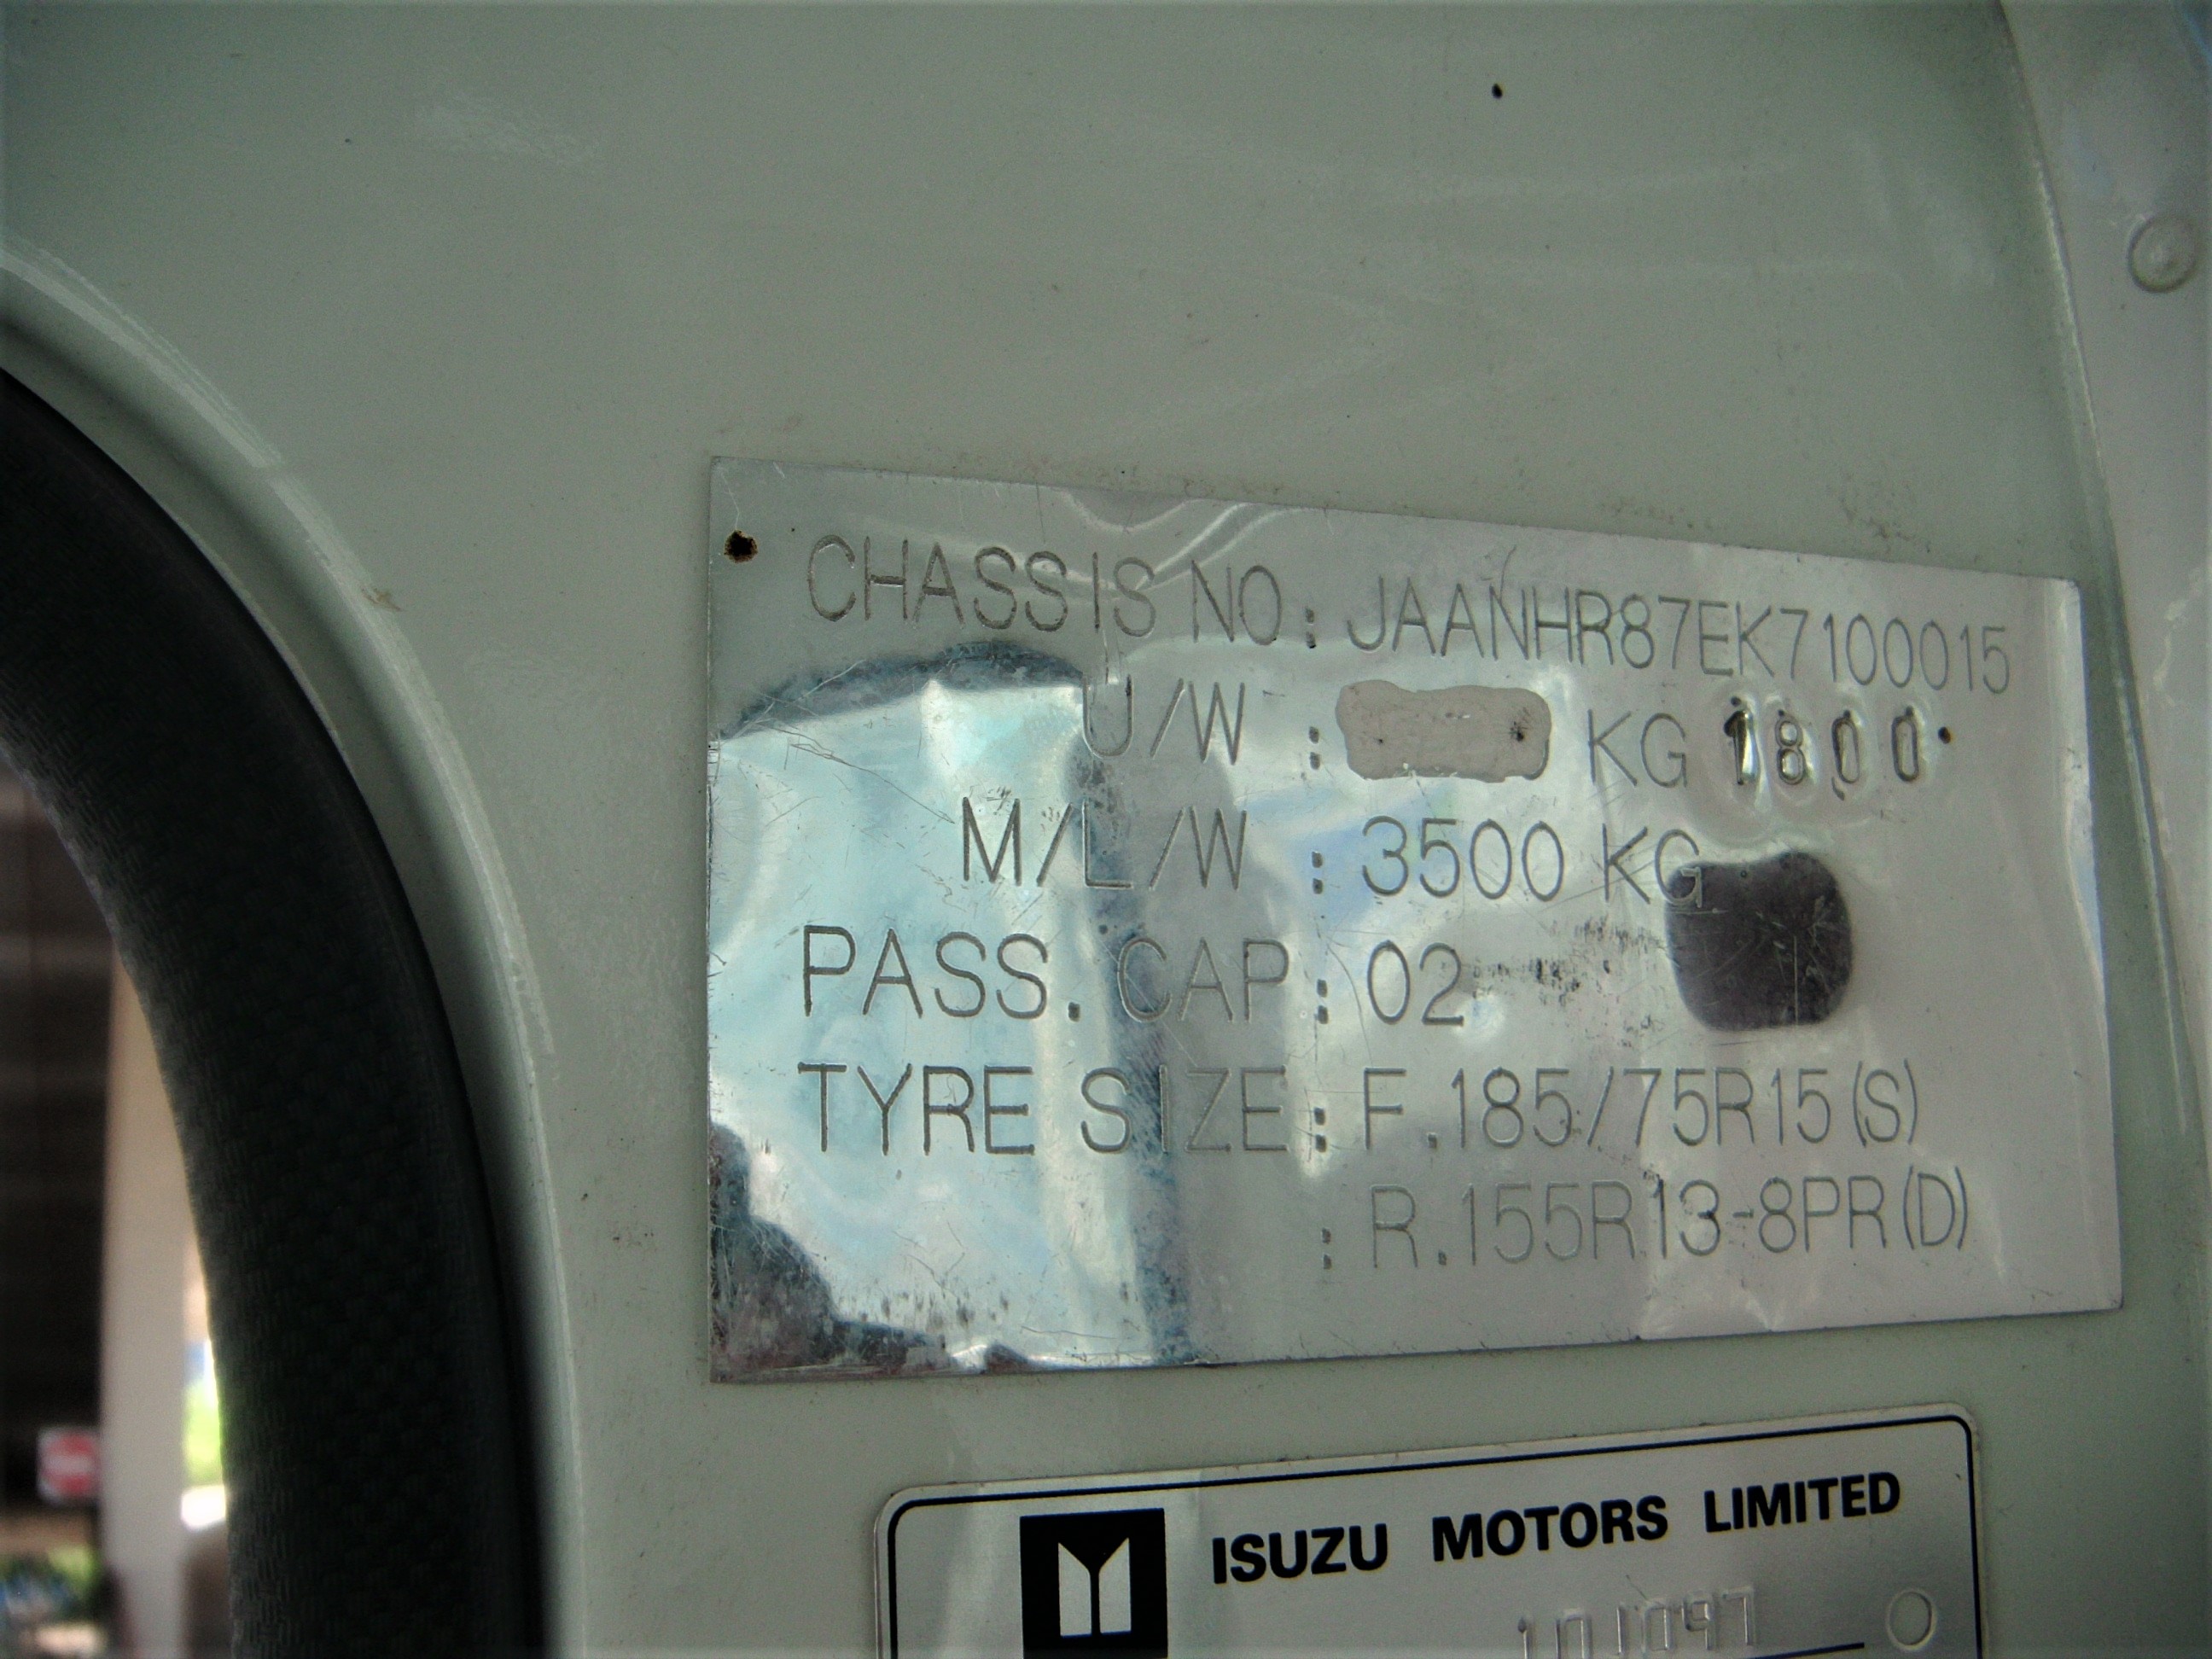 CHASSIS NO: JAANHR87EK7100015
U/W : KG 1800
M/L/W : 3500 KG
PASS. CAP: 02
TYRE SIZE: F.185/75R15(S)
: R.155R13-8PR(D)
ISUZU MOTORS LIMITED